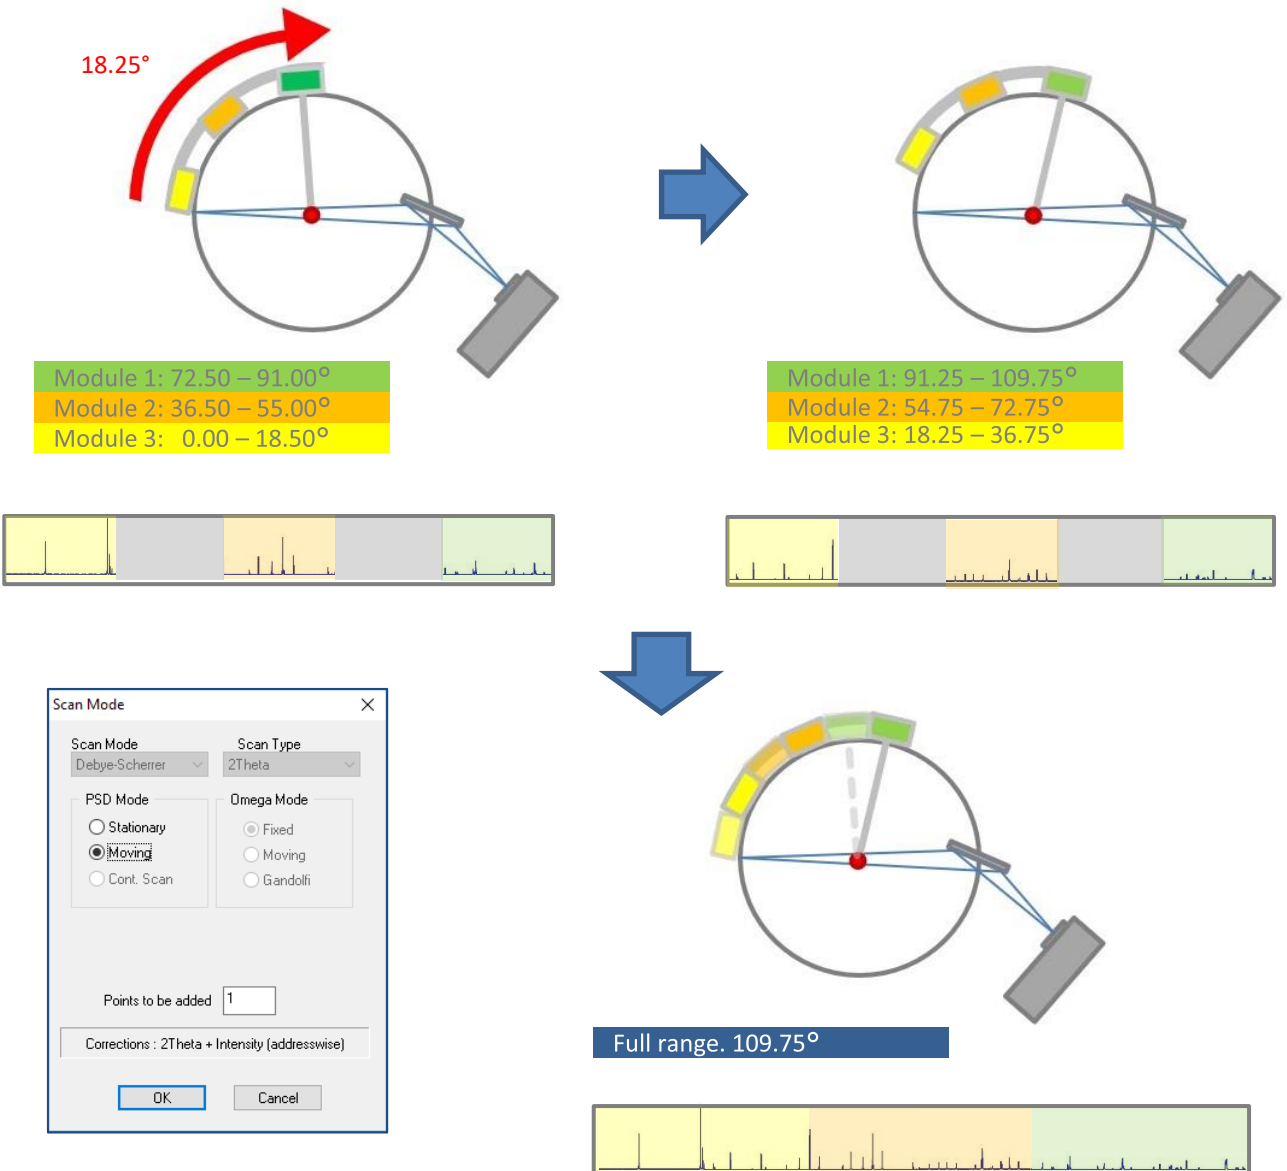 18.25°
Module 1: 72.50 – 91.00°
Module 2: 36.50 – 55.00°
Module 3: 0.00 – 18.50°
Module 1: 91.25 – 109.75°
Module 2: 54.75 – 72.75°
Module 3: 18.25 – 36.75°
Scan Mode
Scan Mode Scan Type
Debye-Scherrer 2Theta
PSD Mode Omega Mode
Stationary Fixed
Moving Moving
Cont. Scan Gandolfi
Points to be added 1
Corrections : 2Theta + Intensity (addresswise)
OK Cancel
Full range. 109.75°